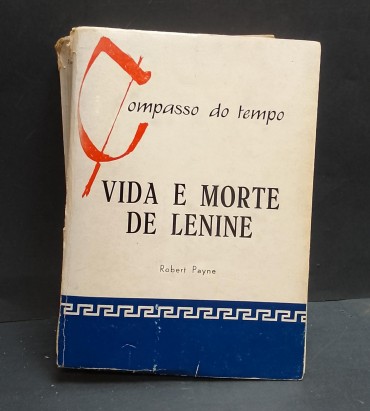 Compasso do tempo
VIDA E MORTE
DE LENINE
Robert Payne